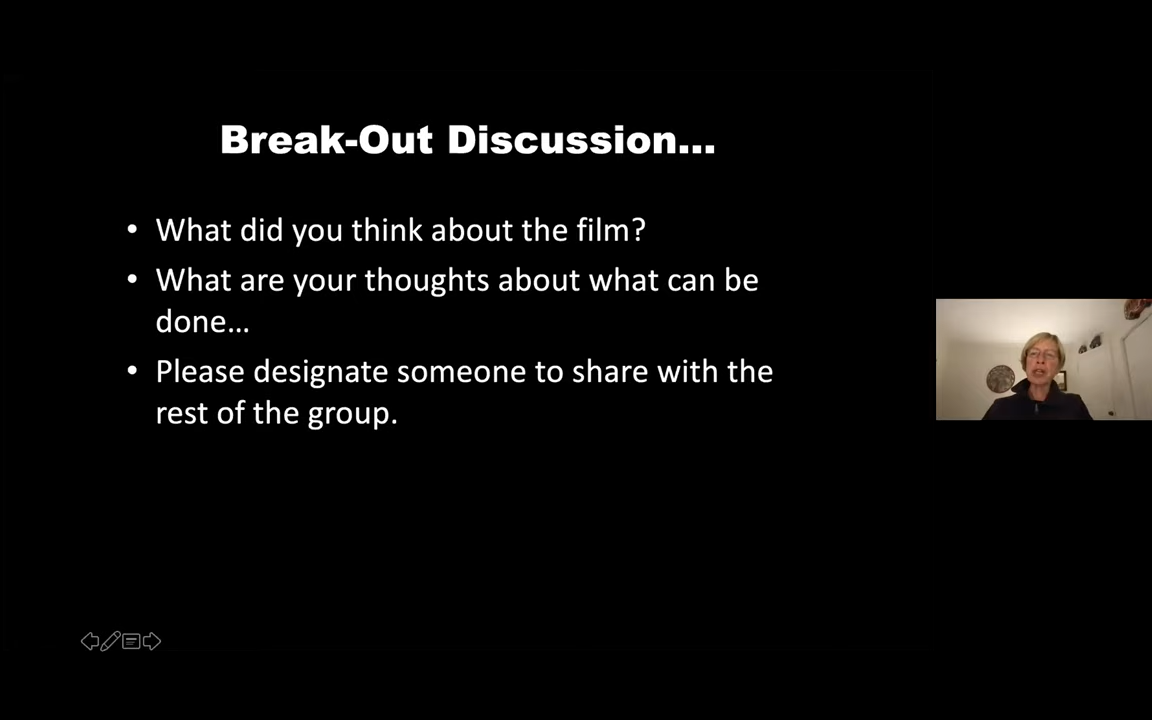 Break-Out Discussion...
• What did you think about the film?
• What are your thoughts about what can be
done...
• Please designate someone to share with the
rest of the group.